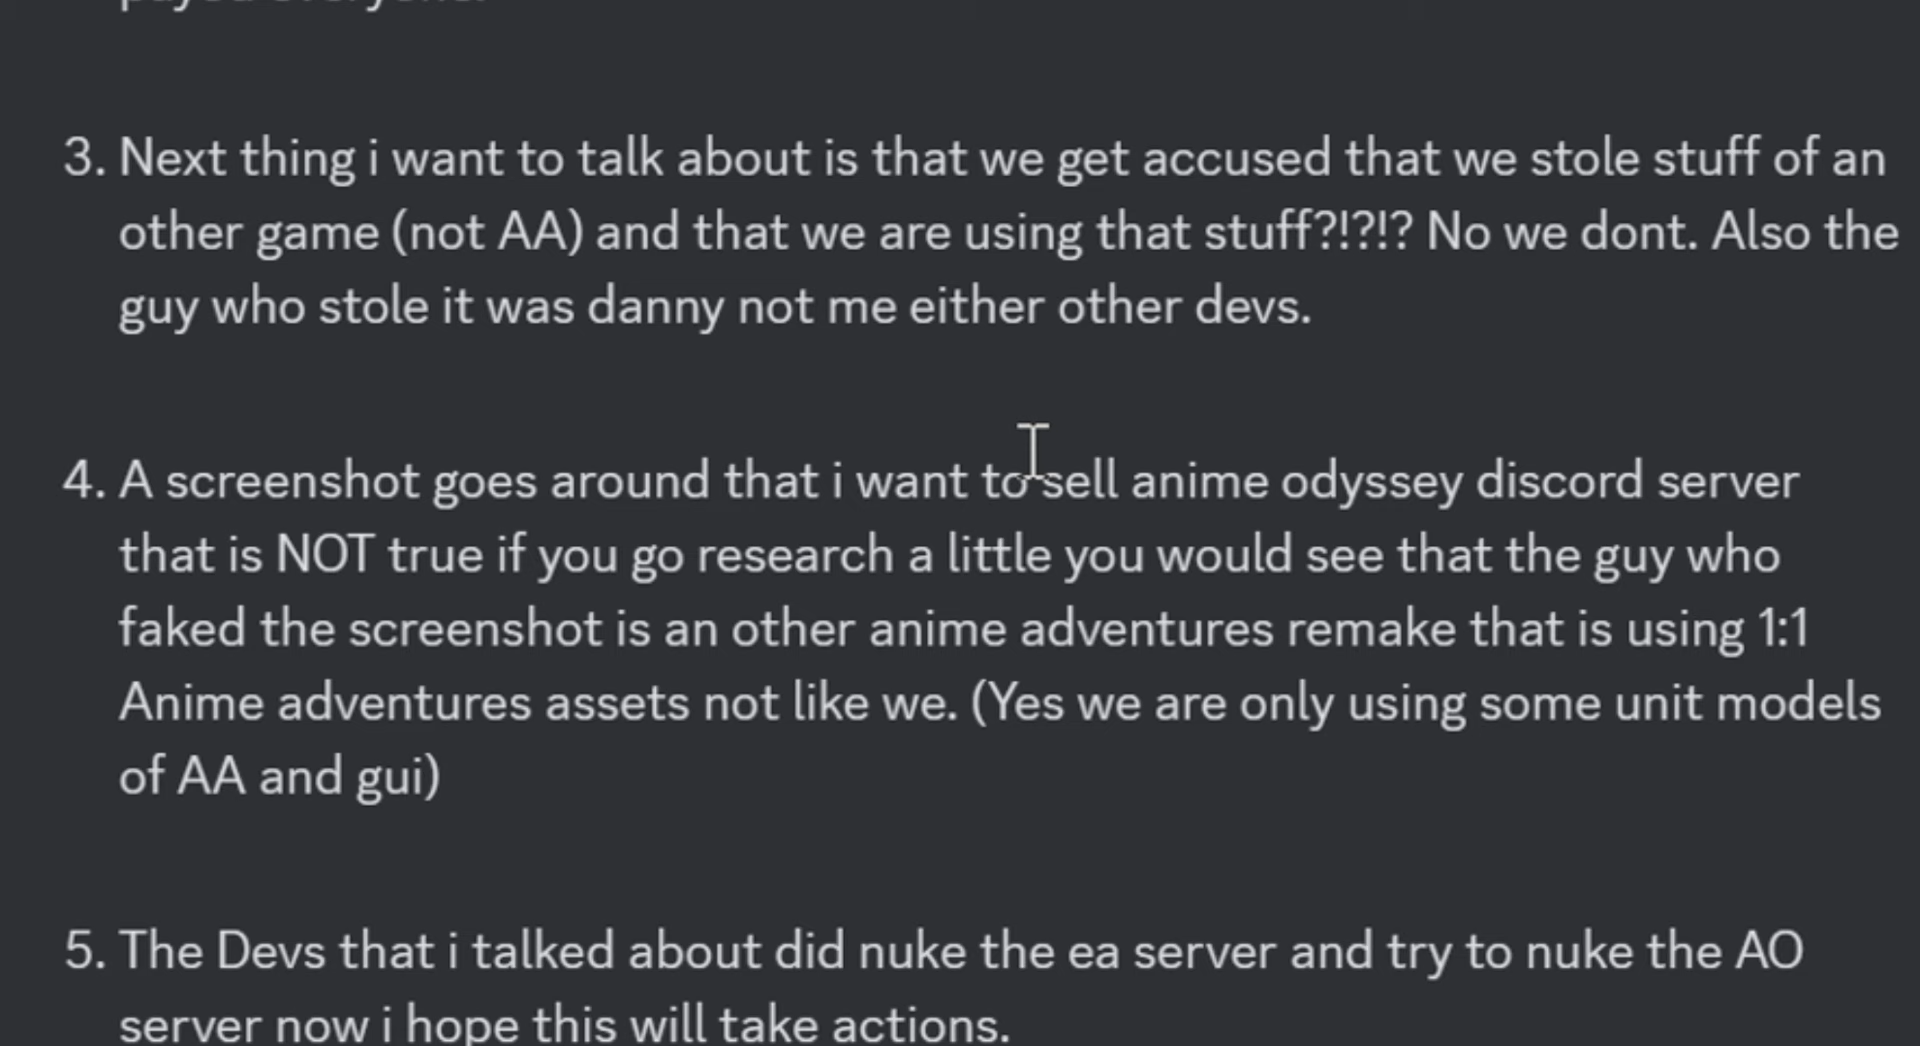 3. Next thing i want to talk about is that we get accused that we stole stuff of an
other game (not AA) and that we are using that stuff?!?!? No we dont. Also the
guy who stole it was danny not me either other devs.
4. A screenshot goes around that i want to sell anime odyssey discord server
that is NOT true if you go research a little you would see that the guy who
faked the screenshot is an other anime adventures remake that is using 1:1
Anime adventures assets not like we. (Yes we are only using some unit models
of AA and gui)
5. The Devs that i talked about did nuke the ea server and try to nuke the AO
server now i hope this will take actions.